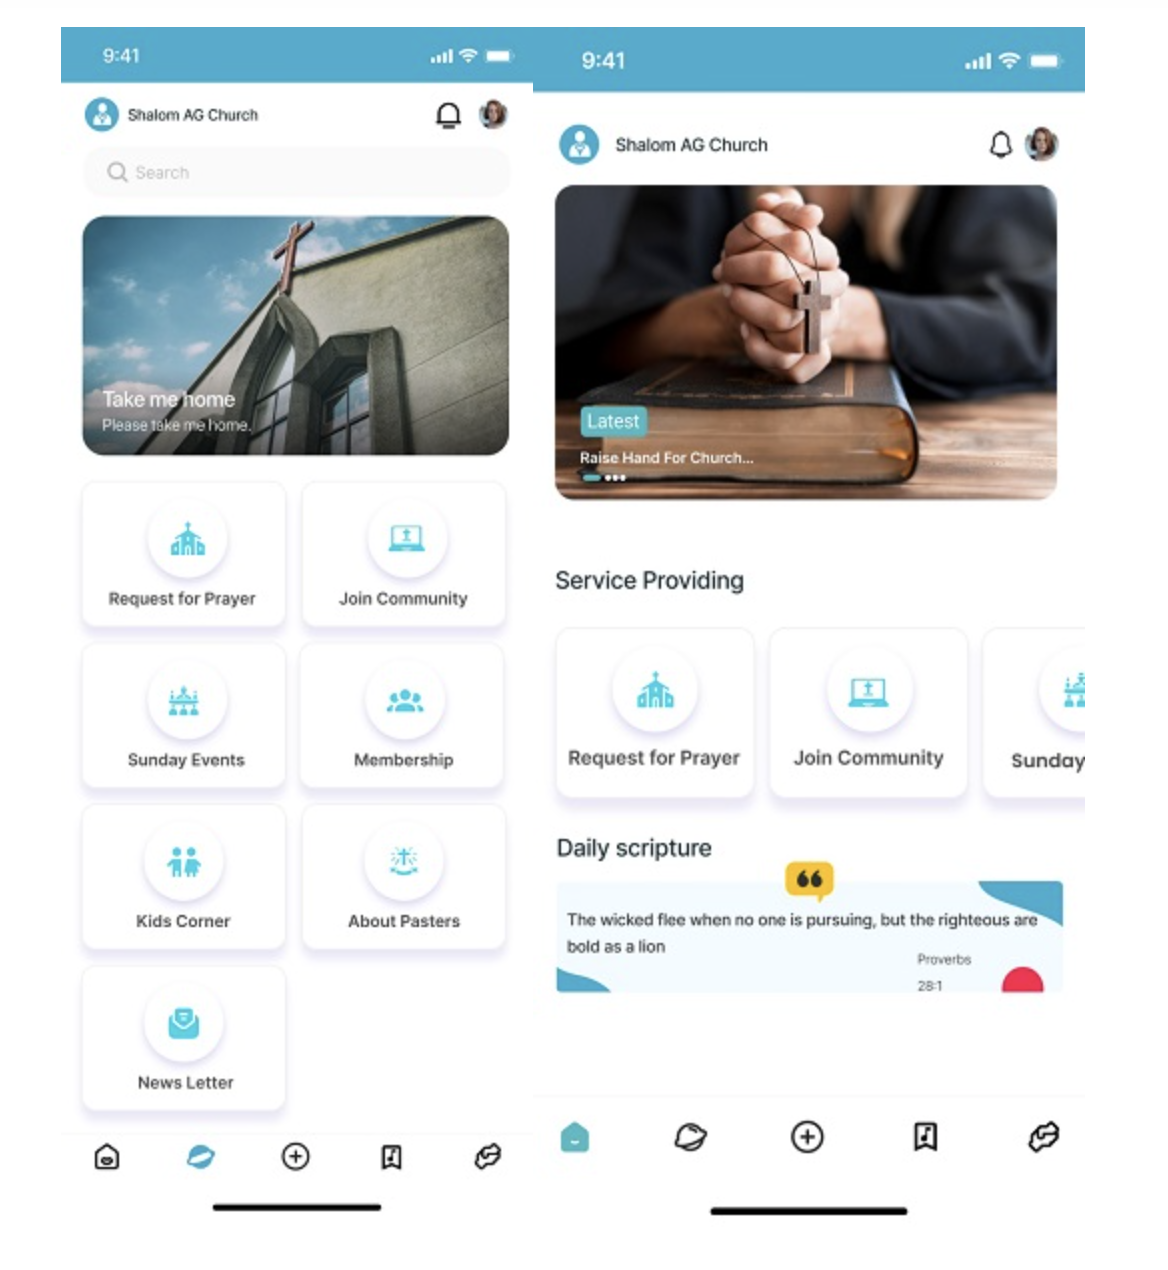 9:41
Shalom AG Church
Search
Take me home
Please take me home.
Request for Prayer
Join Community
Sunday Events
Membership
Kids Corner
About Pasters
News Letter
9:41
Shalom AG Church
Latest
Raise Hand For Church...
Service Providing
Request for Prayer
Join Community
Sunday
Daily scripture
The wicked flee when no one is pursuing, but the righteous are
bold as a lion
Proverbs
28:1